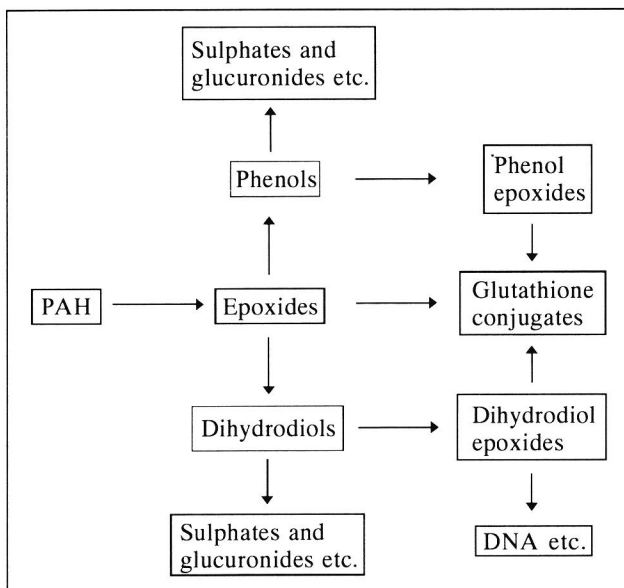 Sulphates and
glucuronides etc.
Phenols
Phenol
epoxides
PAH
Epoxides
Glutathione
conjugates
Dihydrodiols
Dihydrodiol
epoxides
Sulphates and
glucuronides etc.
DNA etc.